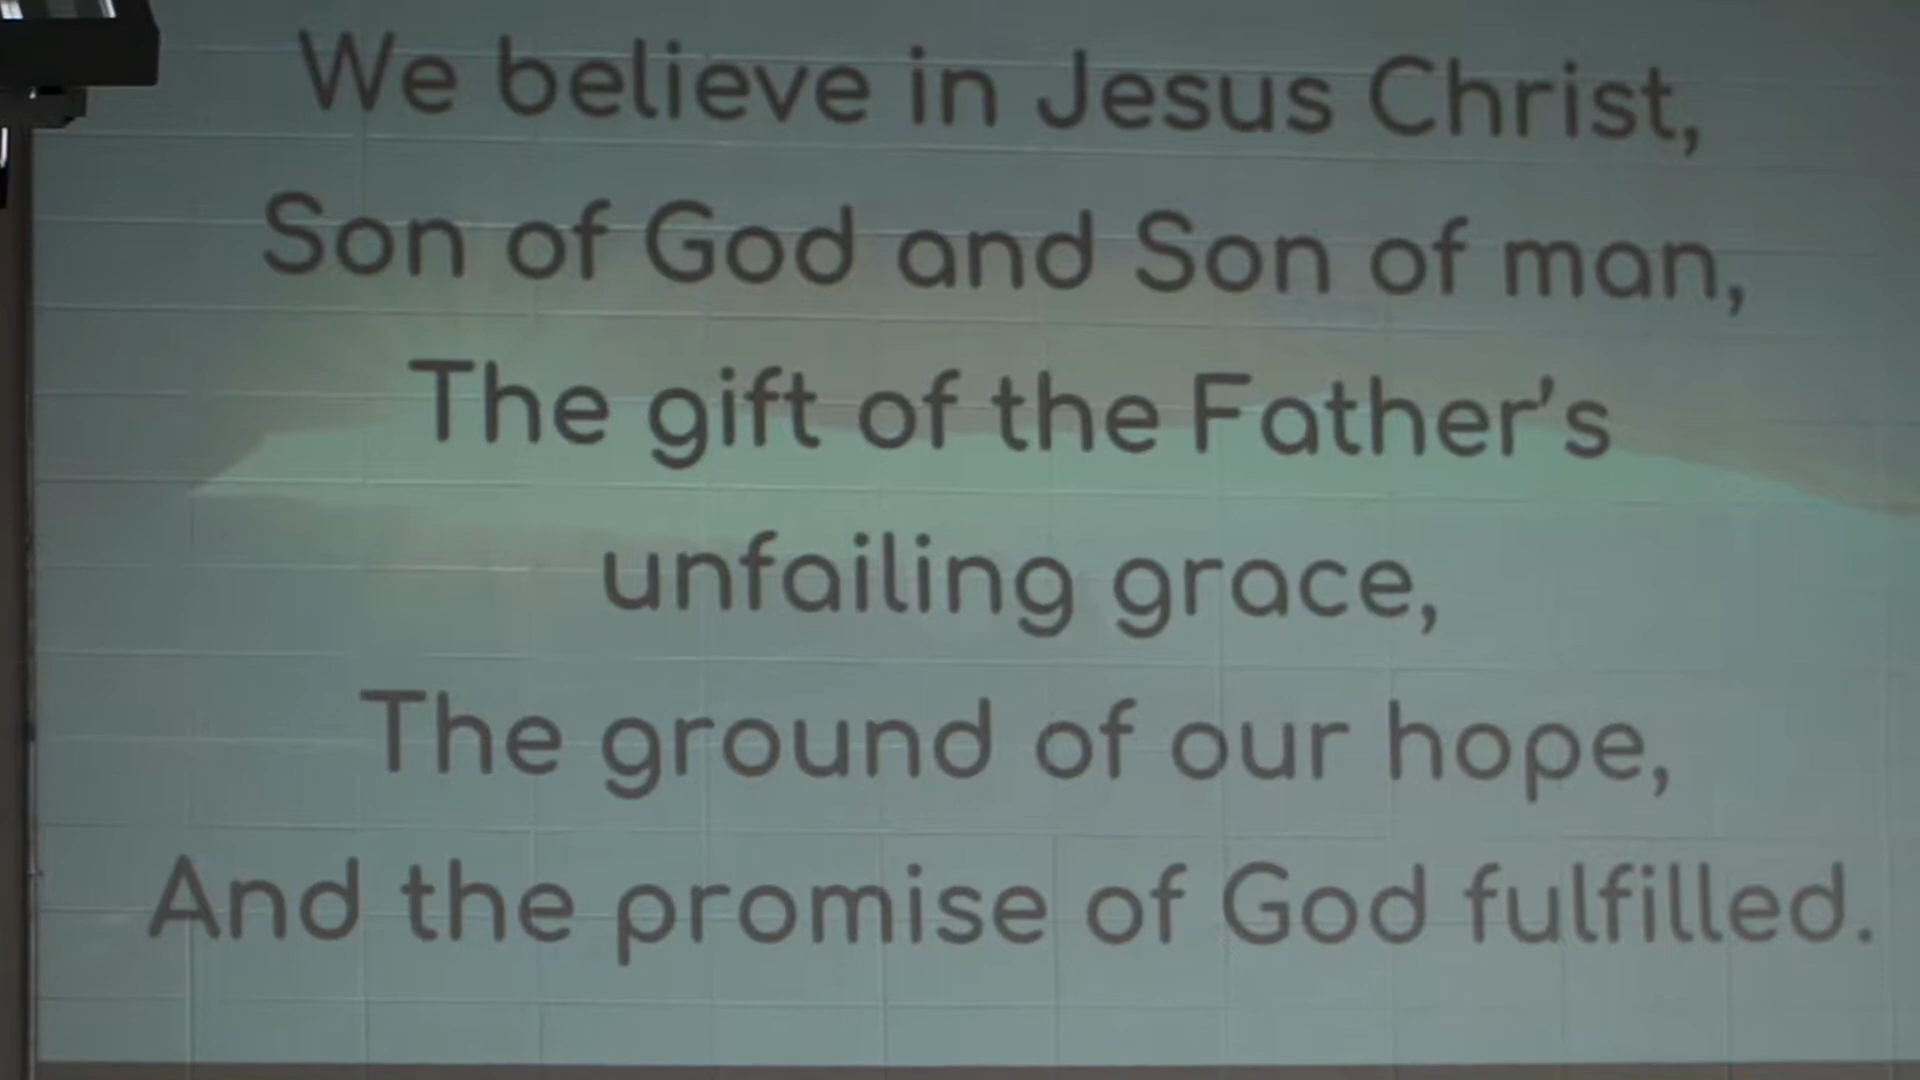 We believe in Jesus Christ,
Son of God and Son of man,
The gift of the Father's
unfailing grace,
The ground of our hope,
And the promise of God fulfilled.